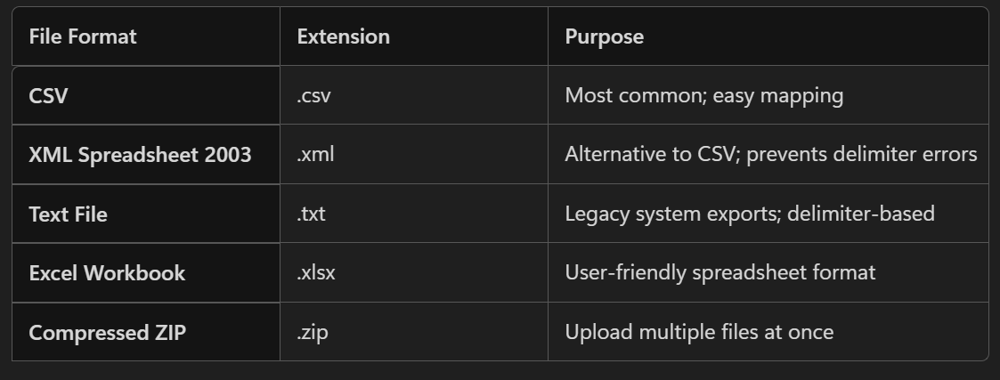 File Format Extension Purpose
CSV .csv Most common; easy mapping
XML Spreadsheet 2003 .xml Alternative to CSV; prevents delimiter errors
Text File .txt Legacy system exports; delimiter-based
Excel Workbook .xlsx User-friendly spreadsheet format
Compressed ZIP .zip Upload multiple files at once